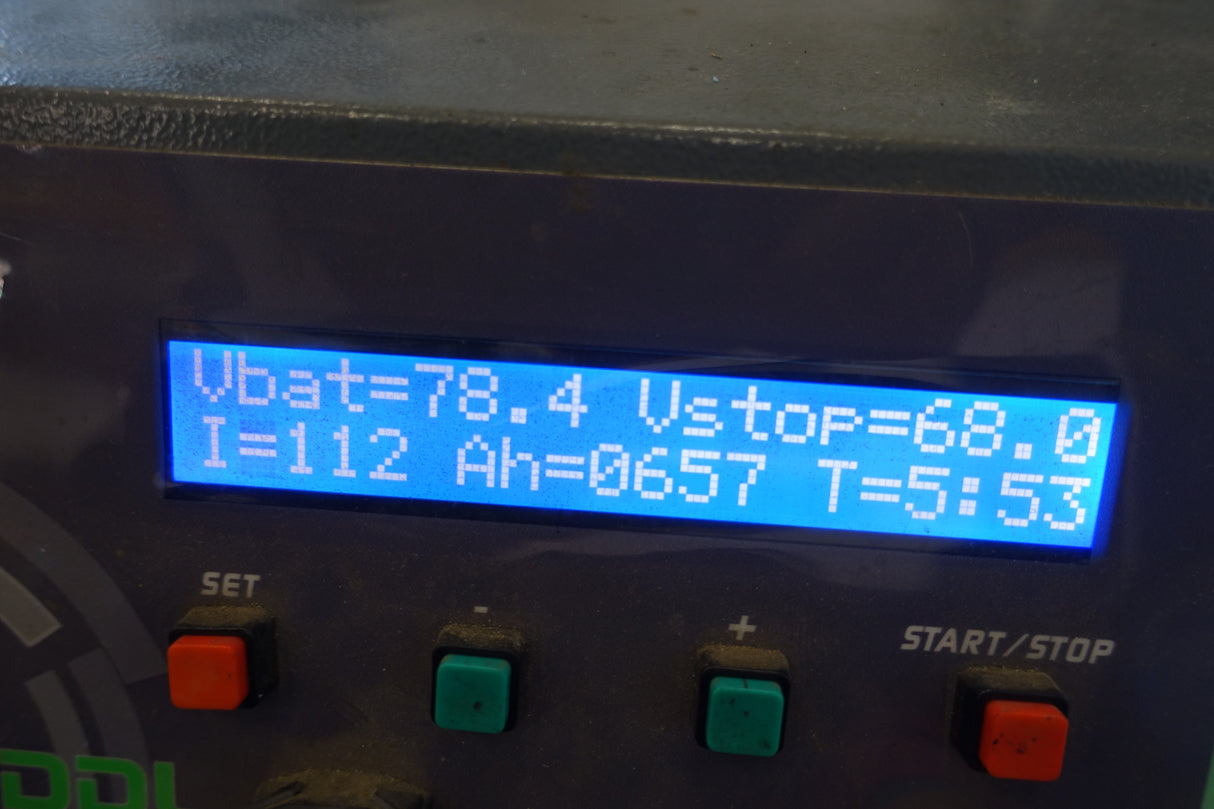 Vbat=78.4 Vstop=68.0
I=112 Ah=0657 T=5:53
SET
-
+
START/STOP